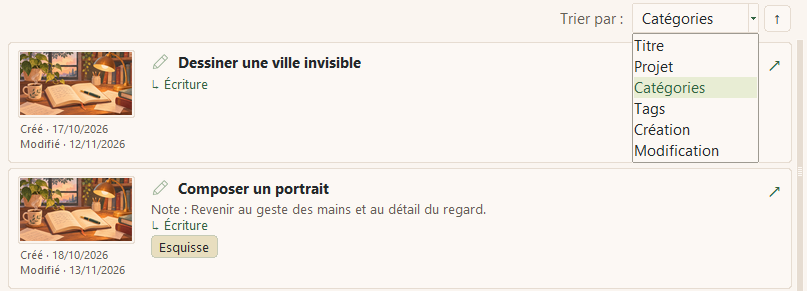 Trier par : Catégories ↑
Titre
Projet
Catégories
Tags
Création
Modification
Dessiner une ville invisible
↳ Écriture
Créé · 17/10/2026
Modifié · 12/11/2026
Composer un portrait
Note : Revenir au geste des mains et au détail du regard.
↳ Écriture
Esquisse
Créé · 18/10/2026
Modifié · 13/11/2026